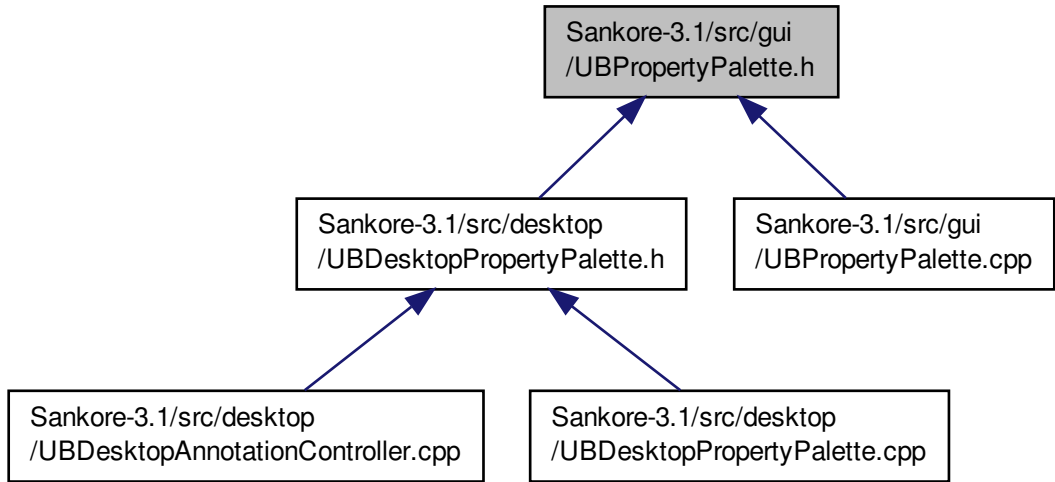 Sankore-3.1/src/gui
/UBPropertyPalette.h
Sankore-3.1/src/desktop
/UBDesktopPropertyPalette.h
Sankore-3.1/src/gui
/UBPropertyPalette.cpp
Sankore-3.1/src/desktop
/UBDesktopAnnotationController.cpp
Sankore-3.1/src/desktop
/UBDesktopPropertyPalette.cpp